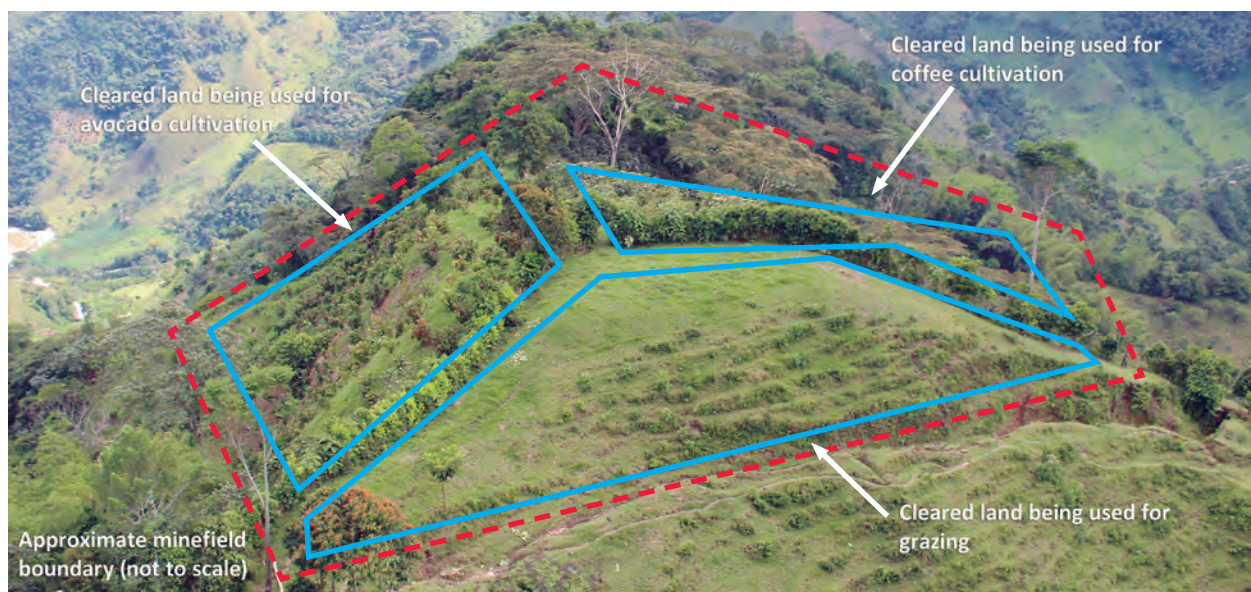 Cleared land being used for
coffee cultivation
Cleared land being used for
avocado cultivation
Cleared land being used for
grazing
Approximate minefield
boundary (not to scale)